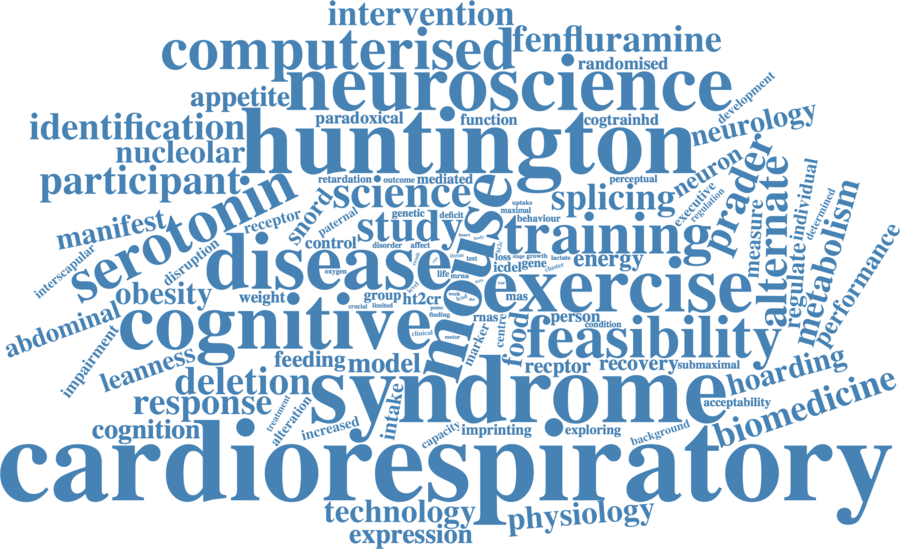 intervention
computerised
fenfluramine
randomised
neuroscience
appetite
development
identification
paradoxical
function
cogtrainhd
neurology
huntington
nucleolar
participant
retardation
outcome
mediated
perceptual
science
splicing
neuron
prader
alternate
individual
determined
metabolism
performance
manifest
serotonin
receptor
snord
paternal
genetic
deficit
uptake
maximal
behaviour
executive
regulation
measure
regulate
interscapular
disruption
control
study
disorder
affect
mouse
training
disease
oxygen
tissue
test
loss
stage
growth
lactate
icdel
gene
cluster
energy
life
mrna
obesity
weight
group
ht2cr
crucial
limited
week
mas
exercise
abdominal
cognitive
finding
rnas
person
condition
clinical
motor
marker
centre
food
feasibility
impairment
leanness
feeding
model
recptor
recovery
submaximal
hoarding
deletion
syndrome
response
treatment
alteration
intake
acceptability
biomedicine
cognition
increased
capacity
imprinting
exploring
background
cardiorespiratory
technology
physiology
expression